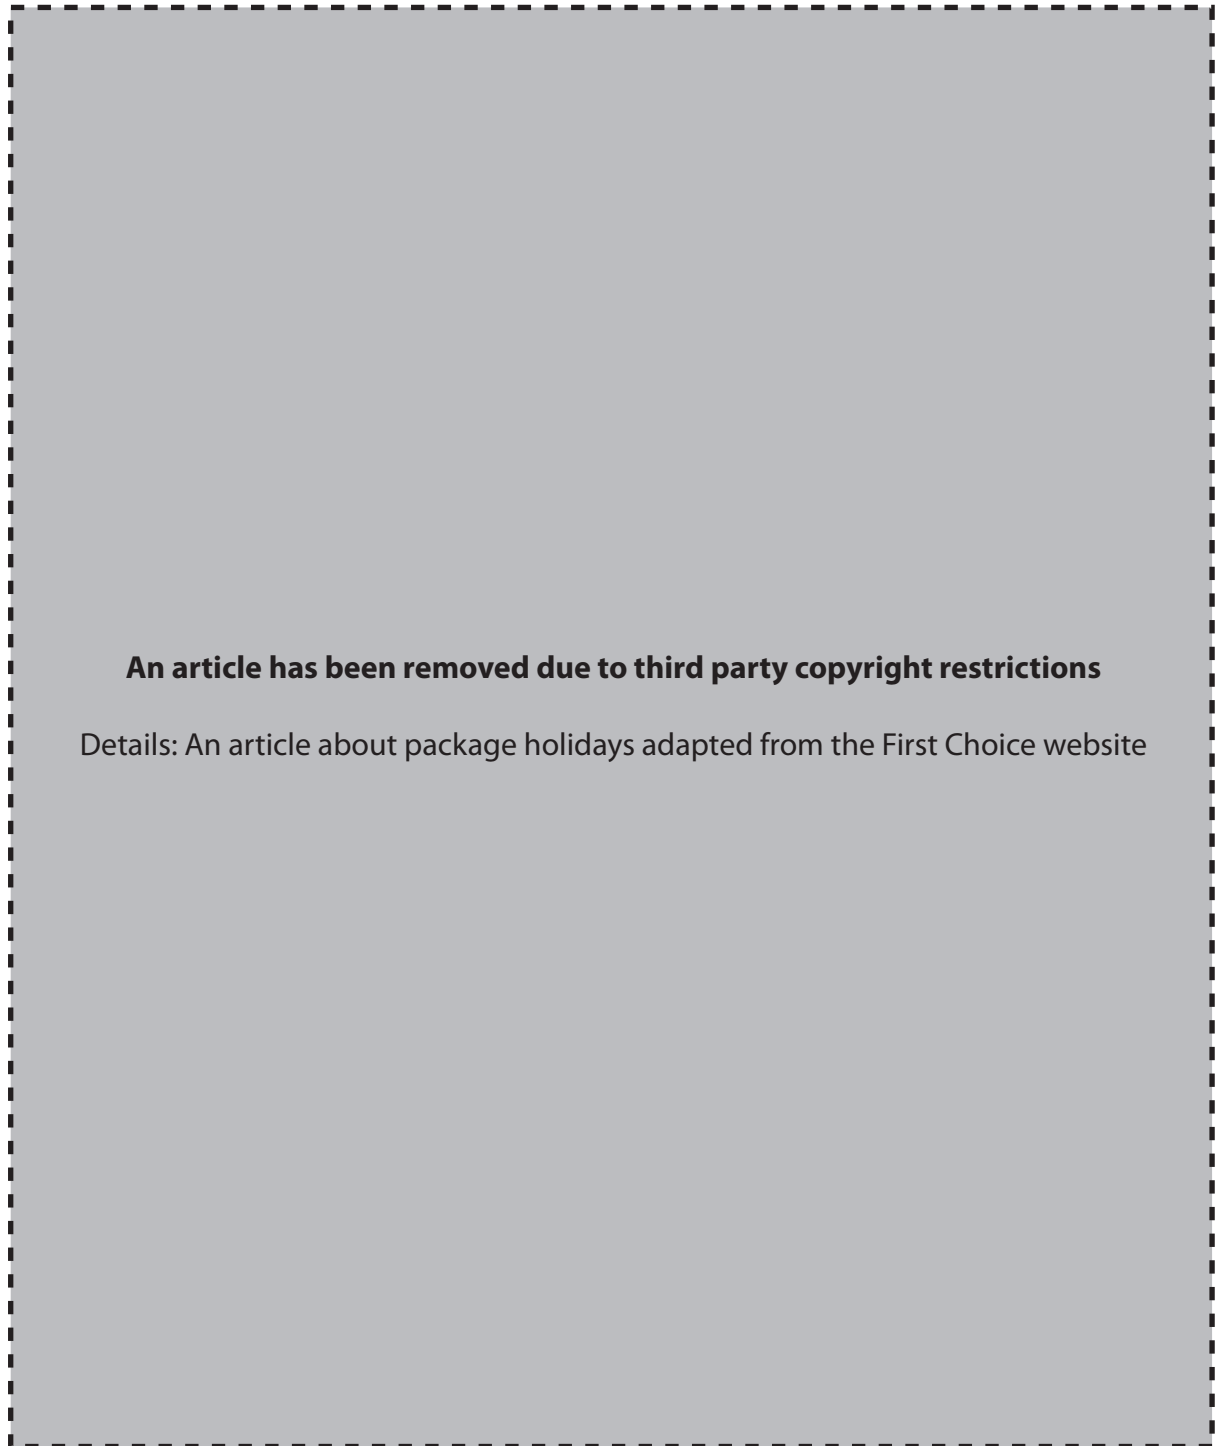 An article has been removed due to third party copyright restrictions
Details: An article about package holidays adapted from the First Choice website